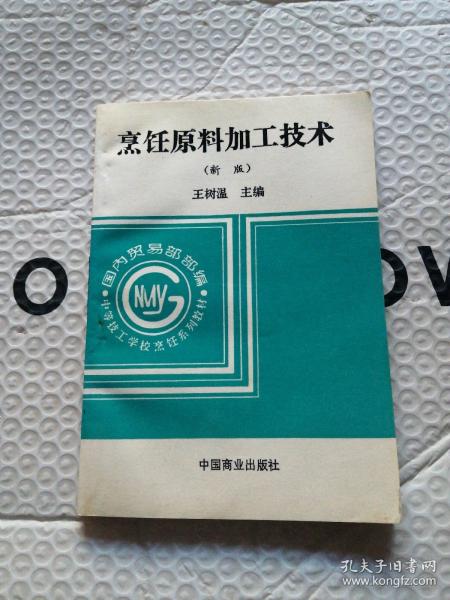 烹饪原料加工技术
（新 版）
王树温 主编
·国内贸易部部编·
中等技工学校烹饪系列教材
GNMY
中国商业出版社
O
OW
孔夫子旧书网
www.kongfz.com